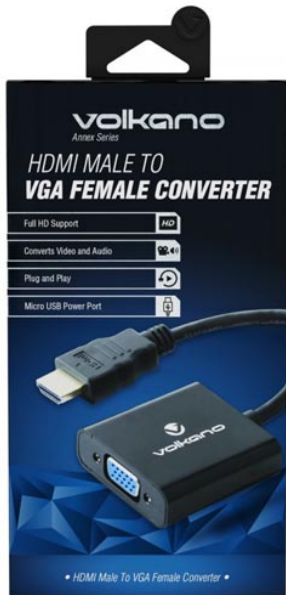 volkano
Annex Series
HDMI MALE TO
VGA FEMALE CONVERTER
Full HD Support
HD
Converts Video and Audio
Plug and Play
Micro USB Power Port
HDMI
volkano
• HDMI Male To VGA Female Converter •